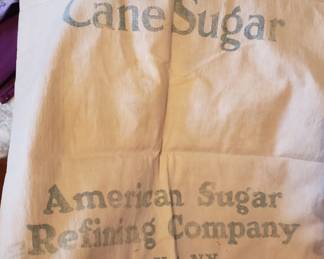 Cane Sugar
American Sugar
Refining Company
N.Y.